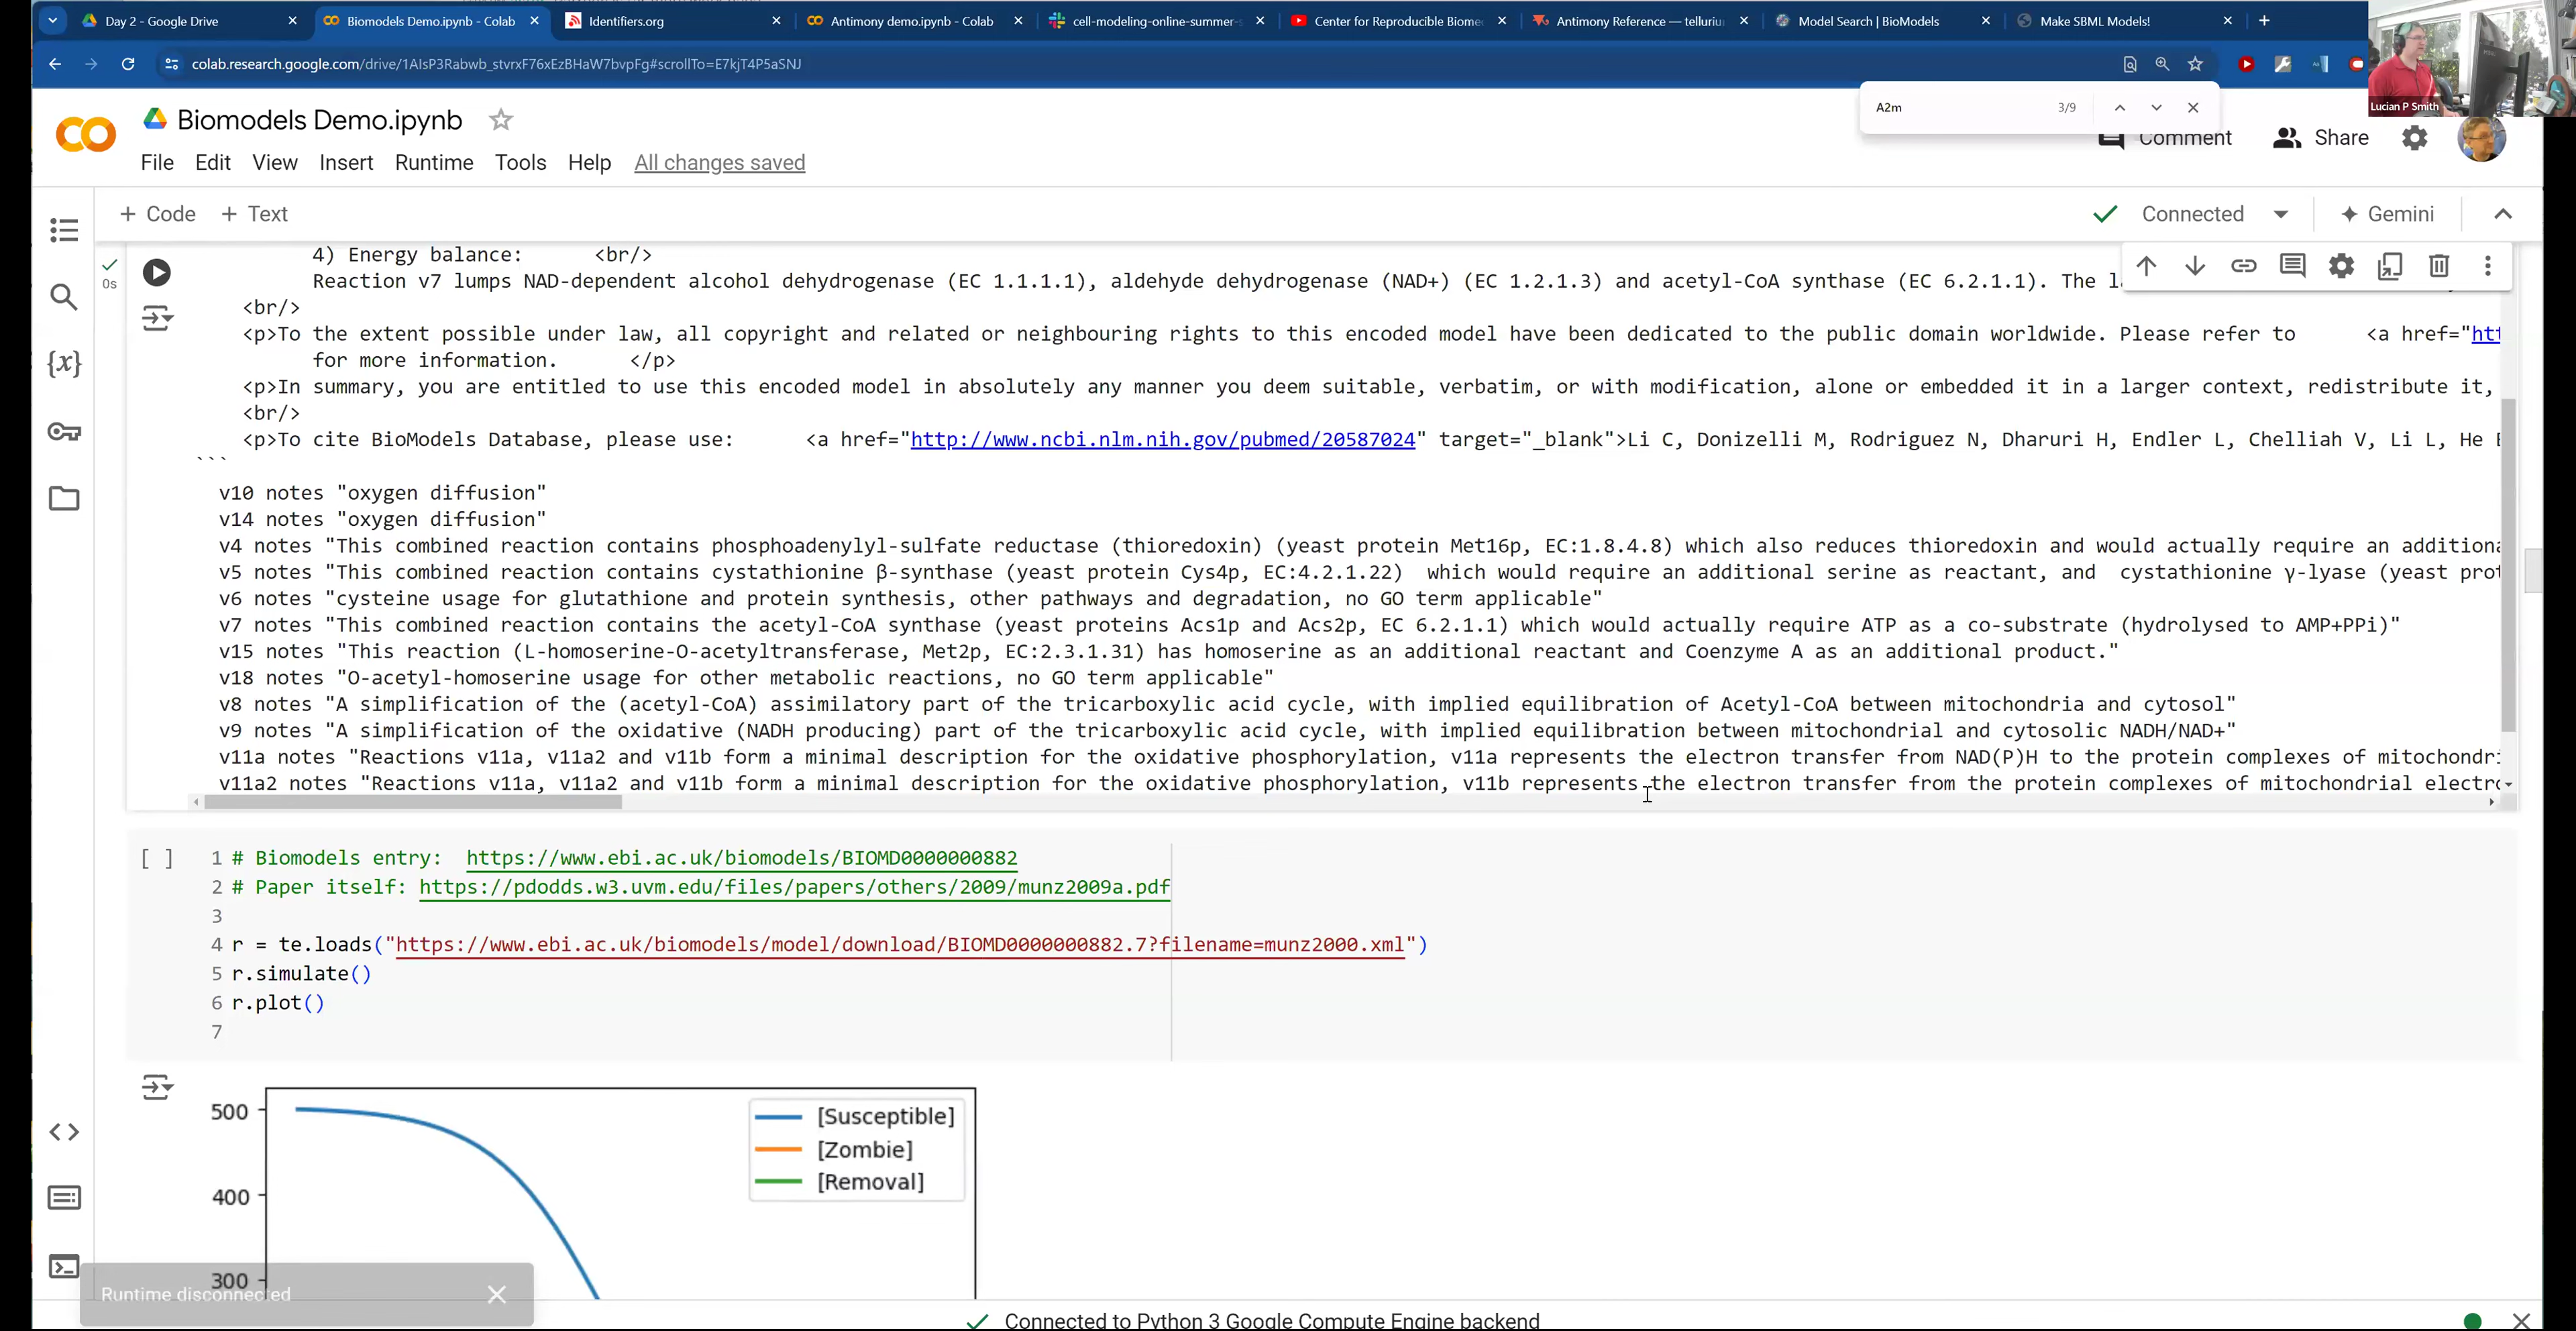 Day 2 - Google Drive
Biomodels Demo.ipynb - Colab
Identifiers.org
Antimony demo.ipynb - Colab
cell-modeling-online-summer-s
Center for Reproducible Biome
Antimony Reference — telluriu
Model Search | BioModels
Make SBML Models!
colab.research.google.com/drive/1AIsP3Rabwb_stvrxF76xEzBHaW7bvpFg#scrollTo=E7kjT4P5aSNJ
Lucian P Smith
A2m 3/9
Biomodels Demo.ipynb
Comment Share
File Edit View Insert Runtime Tools Help All changes saved
+ Code + Text
Connected Gemini
4) Energy balance: <br/>
0s
Reaction v7 lumps NAD-dependent alcohol dehydrogenase (EC 1.1.1.1), aldehyde dehydrogenase (NAD+) (EC 1.2.1.3) and acetyl-CoA synthase (EC 6.2.1.1). The l
<br/>
<p>To the extent possible under law, all copyright and related or neighbouring rights to this encoded model have been dedicated to the public domain worldwide. Please refer to <a href="htt
for more information. </p>
<p>In summary, you are entitled to use this encoded model in absolutely any manner you deem suitable, verbatim, or with modification, alone or embedded it in a larger context, redistribute it,
<br/>
<p>To cite BioModels Database, please use: <a href="http://www.ncbi.nlm.nih.gov/pubmed/20587024" target="_blank">Li C, Donizelli M, Rodriguez N, Dharuri H, Endler L, Chelliah V, Li L, He E
```
v10 notes "oxygen diffusion"
v14 notes "oxygen diffusion"
v4 notes "This combined reaction contains phosphoadenylyl-sulfate reductase (thioredoxin) (yeast protein Met16p, EC:1.8.4.8) which also reduces thioredoxin and would actually require an additiona
v5 notes "This combined reaction contains cystathionine β-synthase (yeast protein Cys4p, EC:4.2.1.22) which would require an additional serine as reactant, and cystathionine γ-lyase (yeast prot
v6 notes "cysteine usage for glutathione and protein synthesis, other pathways and degradation, no GO term applicable"
v7 notes "This combined reaction contains the acetyl-CoA synthase (yeast proteins Acs1p and Acs2p, EC 6.2.1.1) which would actually require ATP as a co-substrate (hydrolysed to AMP+PPi)"
v15 notes "This reaction (L-homoserine-O-acetyltransferase, Met2p, EC:2.3.1.31) has homoserine as an additional reactant and Coenzyme A as an additional product."
v18 notes "O-acetyl-homoserine usage for other metabolic reactions, no GO term applicable"
v8 notes "A simplification of the (acetyl-CoA) assimilatory part of the tricarboxylic acid cycle, with implied equilibration of Acetyl-CoA between mitochondria and cytosol"
v9 notes "A simplification of the oxidative (NADH producing) part of the tricarboxylic acid cycle, with implied equilibration between mitochondrial and cytosolic NADH/NAD+"
v11a notes "Reactions v11a, v11a2 and v11b form a minimal description for the oxidative phosphorylation, v11a represents the electron transfer from NAD(P)H to the protein complexes of mitochondri
v11a2 notes "Reactions v11a, v11a2 and v11b form a minimal description for the oxidative phosphorylation, v11b represents the electron transfer from the protein complexes of mitochondrial electro
[ ] 1 # Biomodels entry: https://www.ebi.ac.uk/biomodels/BIOMD0000000882
2 # Paper itself: https://pdodds.w3.uvm.edu/files/papers/others/2009/munz2009a.pdf
3
4 r = te.loads("https://www.ebi.ac.uk/biomodels/model/download/BIOMD0000000882.7?filename=munz2000.xml")
5 r.simulate()
6 r.plot()
7
500
[Susceptible]
[Zombie]
[Removal]
400
300
Runtime disconnected
Connected to Python 3 Google Compute Engine backend